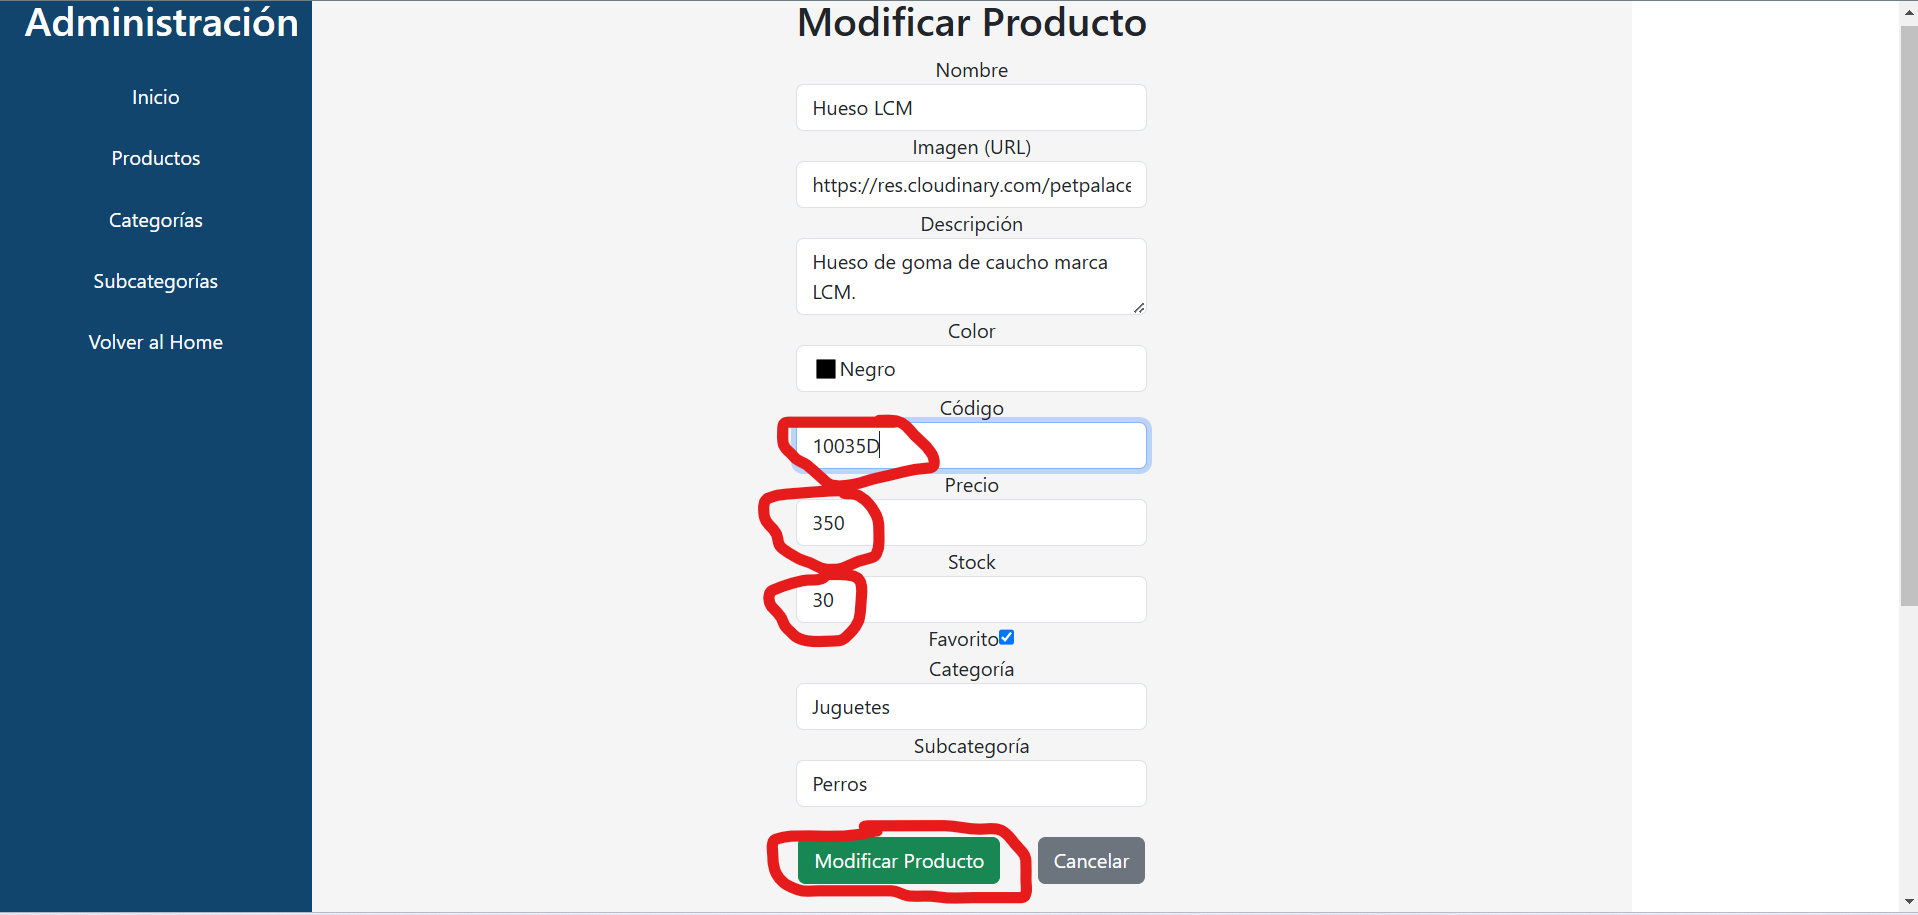 Administración
Inicio
Productos
Categorías
Subcategorías
Volver al Home
Modificar Producto
Nombre
Hueso LCM
Imagen (URL)
https://res.cloudinary.com/petpalace
Descripción
Hueso de goma de caucho marca
LCM.
Color
Negro
Código
10035D
Precio
350
Stock
30
Favorito
Categoría
Juguetes
Subcategoría
Perros
Modificar Producto
Cancelar